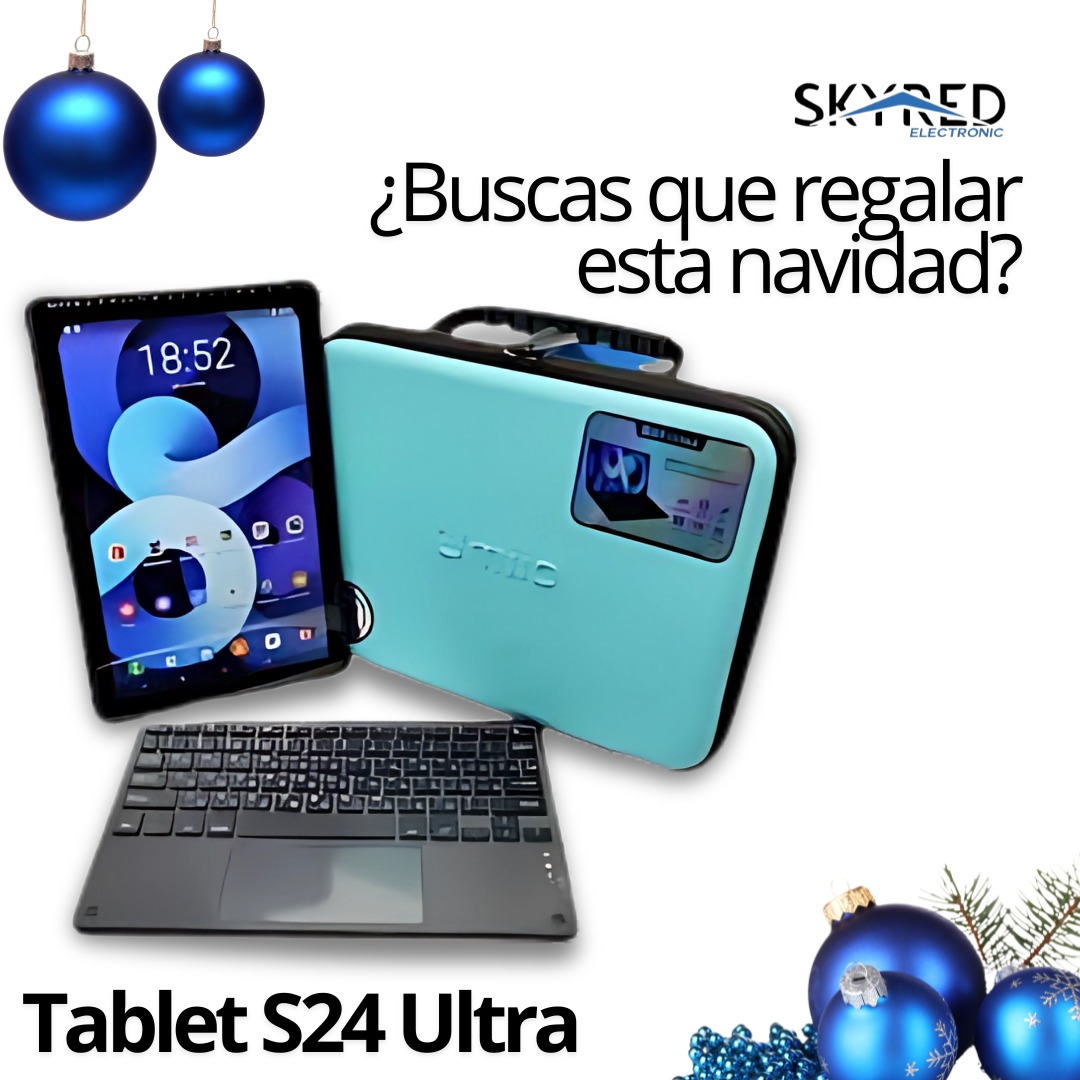 SKYRED
ELECTRONIC
¿Buscas que regalar
esta navidad?
18:52
Tablet S24 Ultra